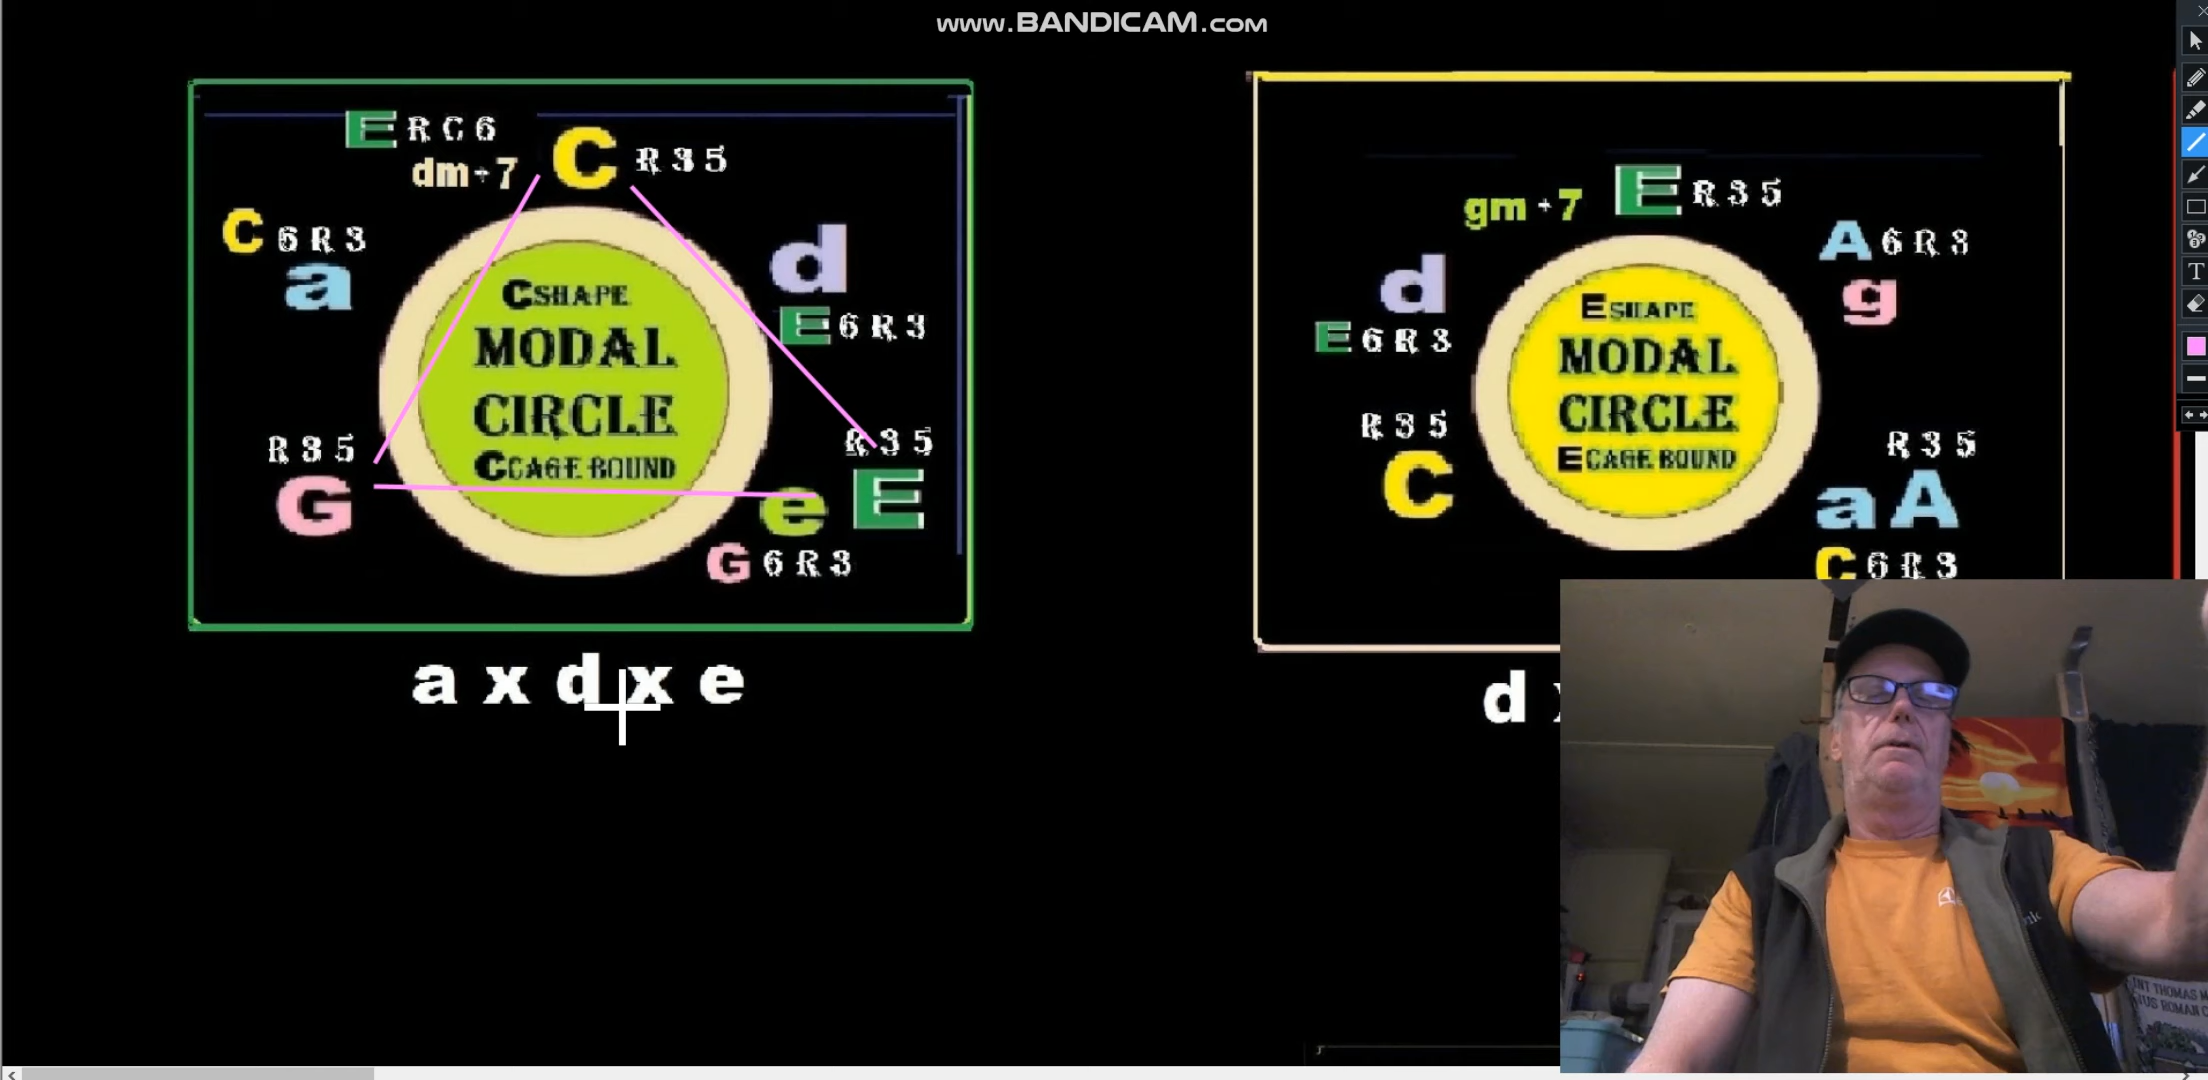 www.BANDICAM.com
E R C 6
dm+7
C R 3 5
C 6 R 3
a
d
E 6 R 3
C SHAPE
MODAL
CIRCLE
C CAGE BOUND
R 3 5
G
R 3 5
e E
G 6 R 3
a x d x e
gm+7
E R 3 5
A 6 R 3
g
d
E 6 R 3
E SHAPE
MODAL
CIRCLE
E CAGE BOUND
R 3 5
C
R 3 5
a A
C 6 R 3
d
T